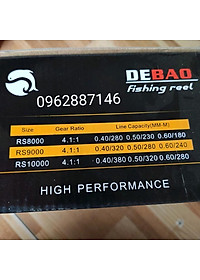 DEBAO
Fishing reel
0962887146
Size Gear Ratio Line Capacity(MM-M)
RS8000 4.1:1 0.40/280 0.50/230 0.60/180
RS9000 4.1:1 0.40/320 0.50/280 0.60/240
RS10000 4.1:1 0.40/380 0.50/320 0.60/280
HIGH PERFORMANCE